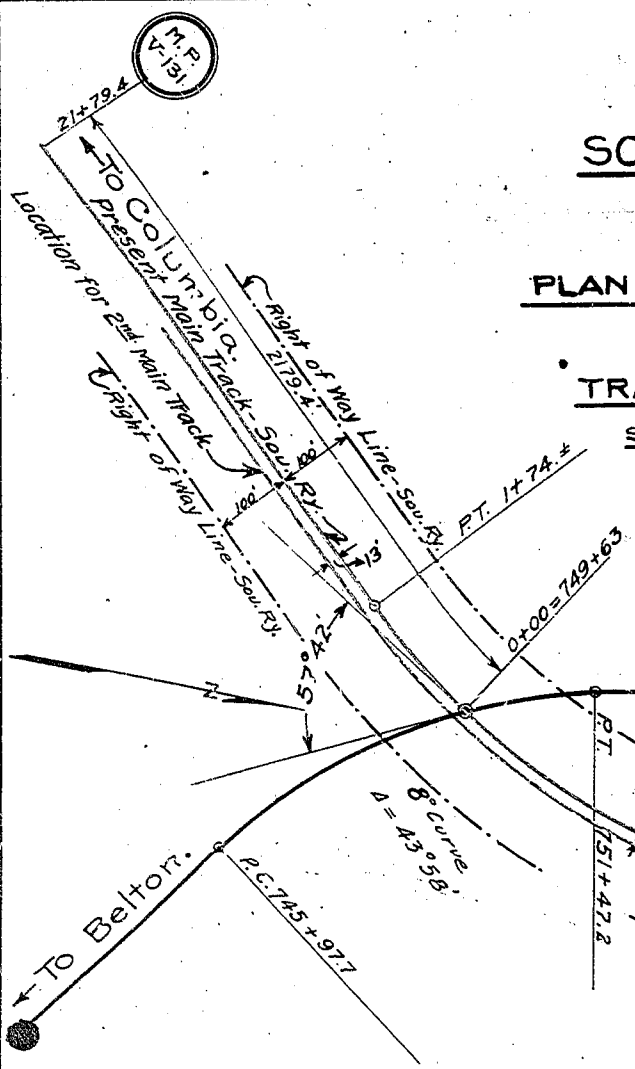 M. P.
V-131.
21+79.4
SO
To Columbia.
Present Main Track - Sou. Ry.
Location for 2nd Main Track
Right of Way Line - Sou. Ry.
2179.4'
PLAN
TRA
S
Right of Way Line - Sou. Ry.
100'
100'
13'
P.T. 1+74.±
0+00=749+63
57°42'
N
P.T.
751+47.2
8° Curve
Δ = 43°58'
P.C. 745+97.7
To Belton.